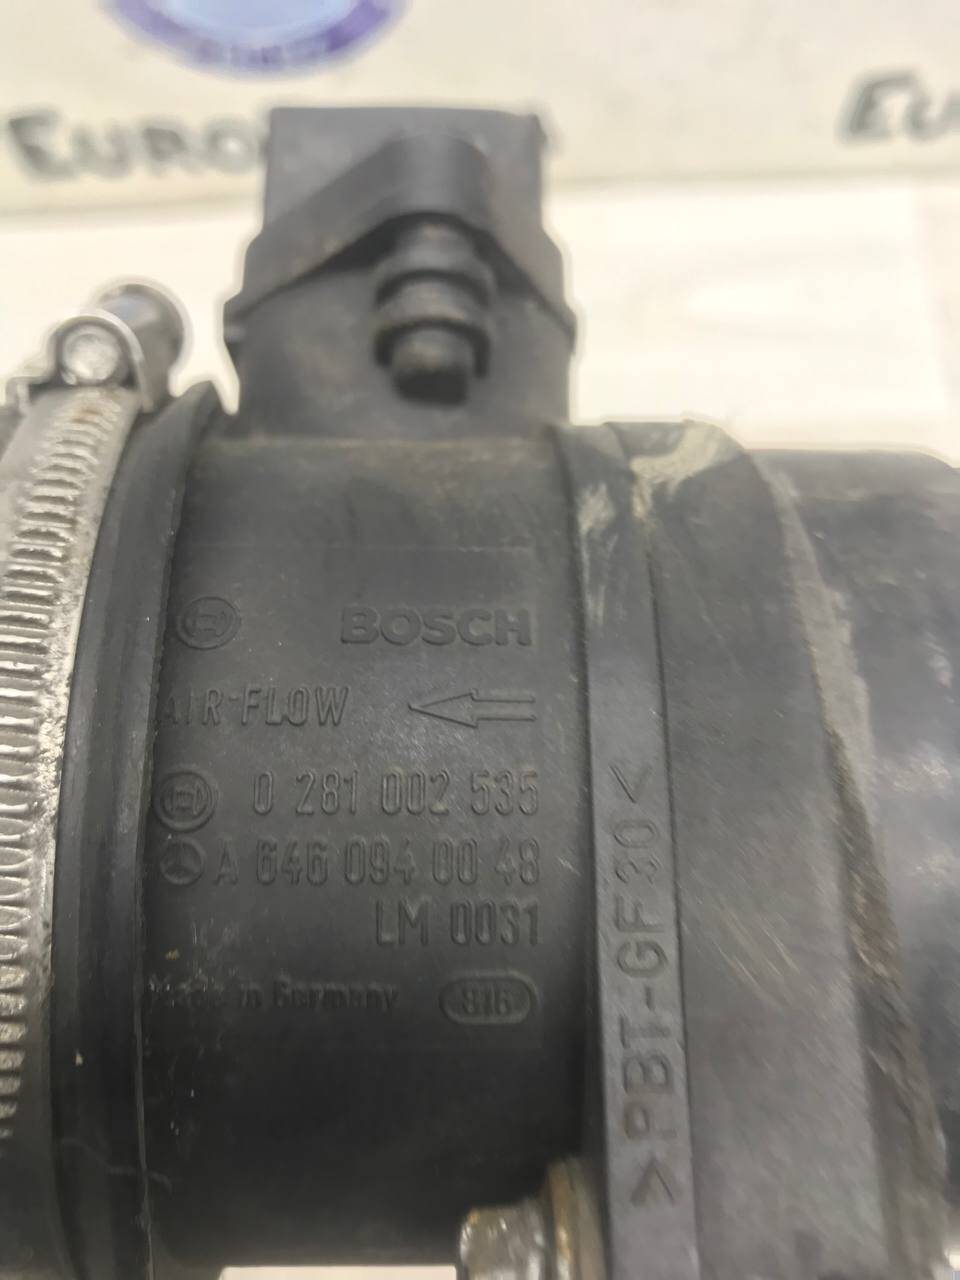 BOSCH
AIR-FLOW
0 281 002 535
A 646 094 00 48
LM 0031
Made in Germany 816
>PBT-GF30<